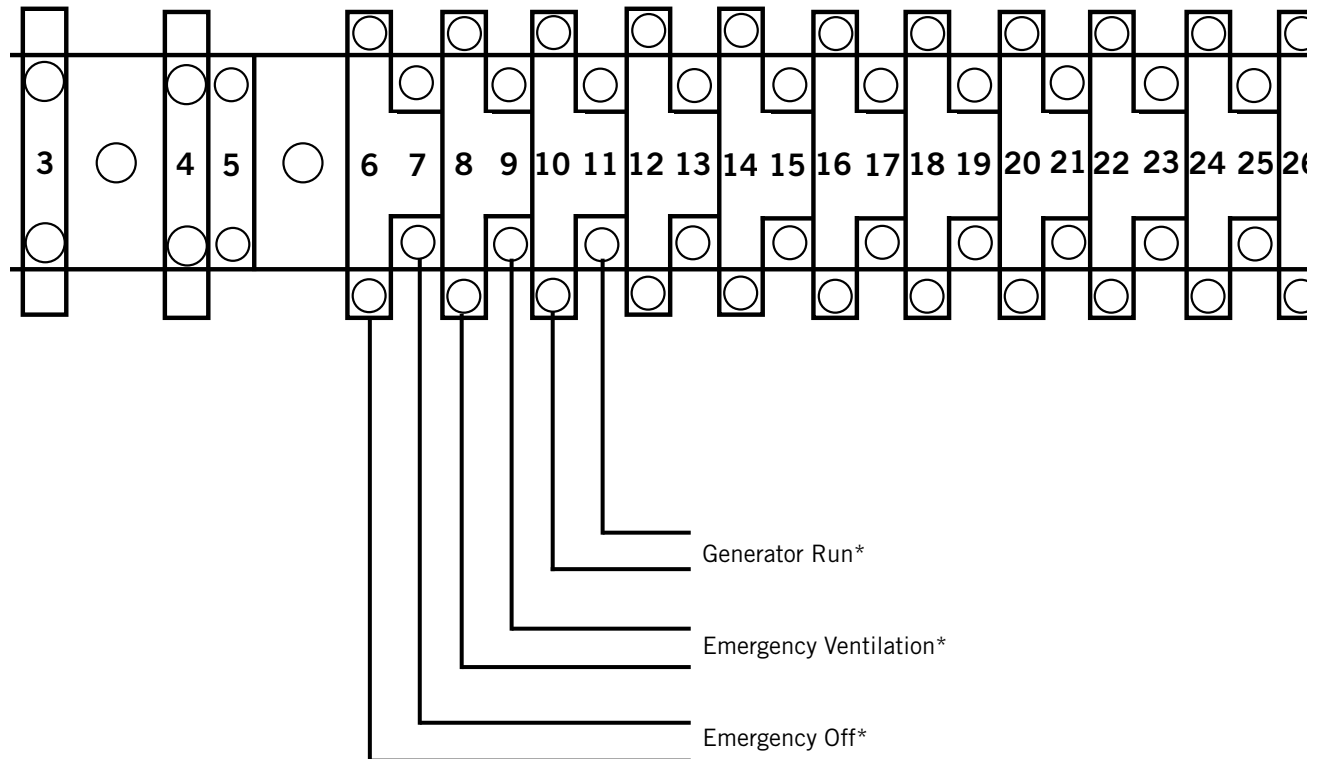 3 4 5 6 7 8 9 10 11 12 13 14 15 16 17 18 19 20 21 22 23 24 25 26
Generator Run*
Emergency Ventilation*
Emergency Off*